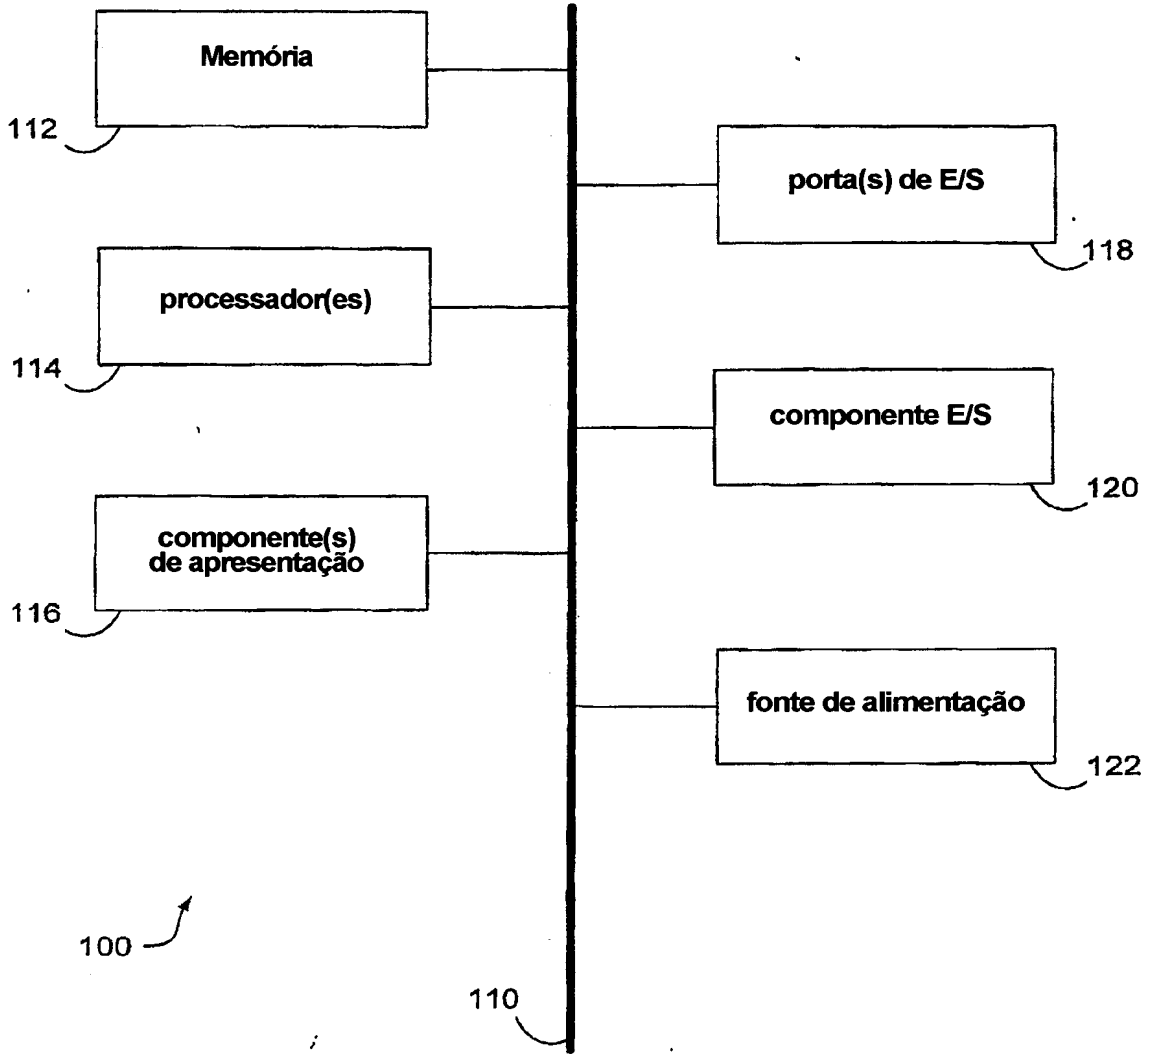 Memória
112
porta(s) de E/S
118
processador(es)
114
componente E/S
120
componente(s)
de apresentação
116
fonte de alimentação
122
100
110